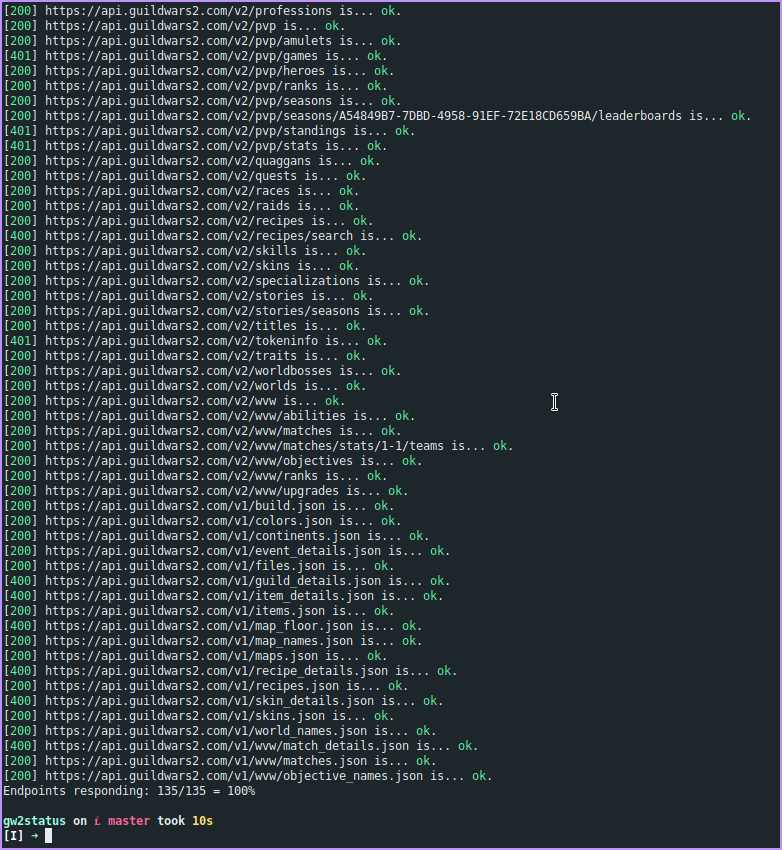 [200] https://api.guildwars2.com/v2/professions is... ok.
[200] https://api.guildwars2.com/v2/pvp is... ok.
[200] https://api.guildwars2.com/v2/pvp/amulets is... ok.
[401] https://api.guildwars2.com/v2/pvp/games is... ok.
[200] https://api.guildwars2.com/v2/pvp/heroes is... ok.
[200] https://api.guildwars2.com/v2/pvp/ranks is... ok.
[200] https://api.guildwars2.com/v2/pvp/seasons is... ok.
[200] https://api.guildwars2.com/v2/pvp/seasons/A54849B7-7DBD-4958-91EF-72E18CD659BA/leaderboards is... ok.
[401] https://api.guildwars2.com/v2/pvp/standings is... ok.
[401] https://api.guildwars2.com/v2/pvp/stats is... ok.
[200] https://api.guildwars2.com/v2/quaggans is... ok.
[200] https://api.guildwars2.com/v2/quests is... ok.
[200] https://api.guildwars2.com/v2/races is... ok.
[200] https://api.guildwars2.com/v2/raids is... ok.
[200] https://api.guildwars2.com/v2/recipes is... ok.
[400] https://api.guildwars2.com/v2/recipes/search is... ok.
[200] https://api.guildwars2.com/v2/skills is... ok.
[200] https://api.guildwars2.com/v2/skins is... ok.
[200] https://api.guildwars2.com/v2/specializations is... ok.
[200] https://api.guildwars2.com/v2/stories is... ok.
[200] https://api.guildwars2.com/v2/stories/seasons is... ok.
[200] https://api.guildwars2.com/v2/titles is... ok.
[401] https://api.guildwars2.com/v2/tokeninfo is... ok.
[200] https://api.guildwars2.com/v2/traits is... ok.
[200] https://api.guildwars2.com/v2/worldbosses is... ok.
[200] https://api.guildwars2.com/v2/worlds is... ok.
[200] https://api.guildwars2.com/v2/wvw is... ok.
[200] https://api.guildwars2.com/v2/wvw/abilities is... ok.
[200] https://api.guildwars2.com/v2/wvw/matches is... ok.
[200] https://api.guildwars2.com/v2/wvw/matches/stats/1-1/teams is... ok.
[200] https://api.guildwars2.com/v2/wvw/objectives is... ok.
[200] https://api.guildwars2.com/v2/wvw/ranks is... ok.
[200] https://api.guildwars2.com/v2/wvw/upgrades is... ok.
[200] https://api.guildwars2.com/v1/build.json is... ok.
[200] https://api.guildwars2.com/v1/colors.json is... ok.
[200] https://api.guildwars2.com/v1/continents.json is... ok.
[200] https://api.guildwars2.com/v1/event_details.json is... ok.
[200] https://api.guildwars2.com/v1/files.json is... ok.
[400] https://api.guildwars2.com/v1/guild_details.json is... ok.
[400] https://api.guildwars2.com/v1/item_details.json is... ok.
[200] https://api.guildwars2.com/v1/items.json is... ok.
[400] https://api.guildwars2.com/v1/map_floor.json is... ok.
[200] https://api.guildwars2.com/v1/map_names.json is... ok.
[200] https://api.guildwars2.com/v1/maps.json is... ok.
[400] https://api.guildwars2.com/v1/recipe_details.json is... ok.
[200] https://api.guildwars2.com/v1/recipes.json is... ok.
[400] https://api.guildwars2.com/v1/skin_details.json is... ok.
[200] https://api.guildwars2.com/v1/skins.json is... ok.
[200] https://api.guildwars2.com/v1/world_names.json is... ok.
[400] https://api.guildwars2.com/v1/wvw/match_details.json is... ok.
[200] https://api.guildwars2.com/v1/wvw/matches.json is... ok.
[200] https://api.guildwars2.com/v1/wvw/objective_names.json is... ok.
Endpoints responding: 135/135 = 100%
gw2status on master took 10s
[I] ➜